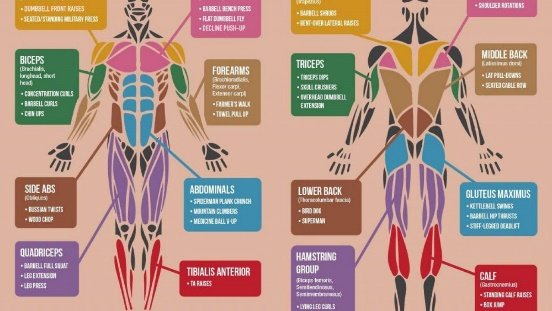 • DUMBBELL FRONT RAISES
• SEATED/STANDING MILITARY PRESS
• BARBELL BENCH PRESS
• FLAT DUMBBELL FLY
• DECLINE PUSH-UP
BICEPS
(Brachialis,
longhead, short
head)
• CONCENTRATION CURLS
• BARBELL CURLS
• CHIN UPS
FOREARMS
(Brachioradialis,
Flexor carpi,
Extensor carpi)
• FARMER'S WALK
• TOWEL PULL UP
SIDE ABS
(Obliques)
• RUSSIAN TWISTS
• WOOD CHOP
ABDOMINALS
• SPIDERMAN PLANK CRUNCH
• MOUNTAIN CLIMBERS
• MEDICINE BALL V-UP
QUADRICEPS
• BARBELL FULL SQUAT
• LEG EXTENSION
• LEG PRESS
TIBIALIS ANTERIOR
• TA RAISES
• BARBELL SHRUGS
• BENT-OVER LATERAL RAISES
• SHOULDER ROTATIONS
TRICEPS
• TRICEPS DIPS
• SKULL CRUSHERS
• OVERHEAD DUMBBELL
EXTENSION
MIDDLE BACK
(Latissimus dorsi)
• LAT PULL-DOWNS
• SEATED CABLE ROW
LOWER BACK
(Thoracolumbar fascia)
• BIRD DOG
• SUPERMAN
GLUTEUS MAXIMUS
• KETTLEBELL SWINGS
• BARBELL HIP THRUSTS
• STIFF-LEGGED DEADLIFT
HAMSTRING
GROUP
(Biceps femoris,
Semitendinosus,
Semimembranosus)
• LYING LEG CURLS
CALF
(Gastrocnemius)
• STANDING CALF RAISES
• BOX JUMP